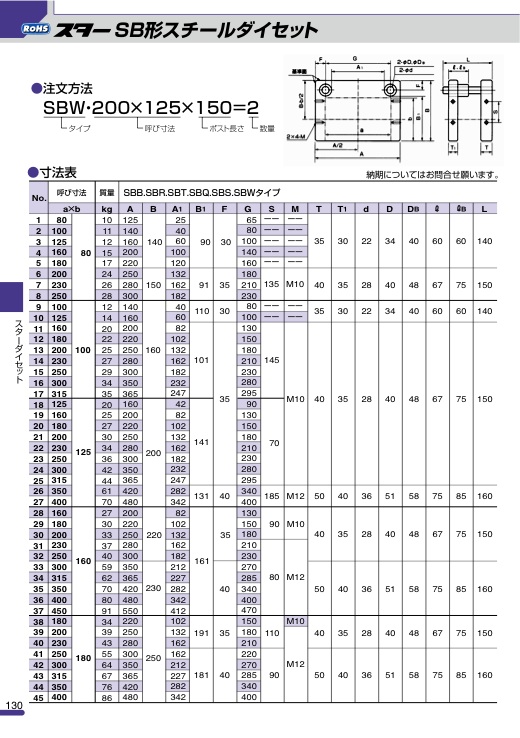 RoHS スター SB形スチールダイセット
●注文方法
SBW・200×125×150=2
タイプ 呼び寸法 ポスト長さ 数量
基準面 F G A1 2-φD,φDB 2-φd L
B-b/2 b B1 B F S
2×4-M a A/2 A T1 T
●寸法表 納期についてはお問合せ願います。
No. 呼び寸法 質量 SBB.SBR.SBT.SBQ.SBS.SBWタイプ
a×b kg A B A1 B1 F G S M T T1 d D DB ℓ ℓB L
1 80 80 10 125 140 25 90 30 65 ―― ―― 35 30 22 34 40 60 60 140
2 100 11 140 40 80 ―― ――
3 125 12 160 60 100 ―― ――
4 160 15 200 100 140 ―― ――
5 180 17 220 120 160 ―― ――
6 200 24 250 150 132 91 35 180 135 M10 40 35 28 40 48 67 75 150
7 230 26 280 162 210
8 250 28 300 182 230
9 100 100 12 140 160 40 110 30 80 ―― ―― 35 30 22 34 40 60 60 140
10 125 14 160 60 100 ―― ――
11 160 20 200 82 101 35 130 145 M10 40 35 28 40 48 67 75 150
12 180 22 220 102 150
13 200 25 250 132 180
14 230 27 280 162 210
15 250 29 300 182 230
16 300 34 350 232 280
17 315 35 365 247 295
18 125 125 20 160 200 42 141 90 70
19 160 25 200 82 130
20 180 27 220 102 150
21 200 30 250 132 180
22 230 34 280 162 210
23 250 36 300 182 230
24 300 42 350 232 280
25 315 44 365 247 295
26 350 61 420 282 131 40 340 185 M12 50 40 36 51 58 75 85 160
27 400 70 480 342 400
28 160 160 27 200 220 82 161 35 130 90 M10 40 35 28 40 48 67 75 150
29 180 30 220 102 150
30 200 33 250 132 180
31 230 37 280 162 210 80 M12
32 250 40 300 182 230
33 300 59 350 230 212 40 270 50 40 36 51 58 75 85 160
34 315 62 365 227 285
35 350 70 420 282 340
36 400 80 480 342 400
37 450 91 550 412 470
38 180 180 34 220 250 102 191 35 150 110 M10 40 35 28 40 48 67 75 150
39 200 39 250 132 180 M12
40 230 43 280 162 210
41 250 55 300 162 181 40 220 90 50 40 36 51 58 75 85 160
42 300 64 350 212 270
43 315 67 365 227 285
44 350 76 420 282 340
45 400 86 480 342 400
スターダイセット
130